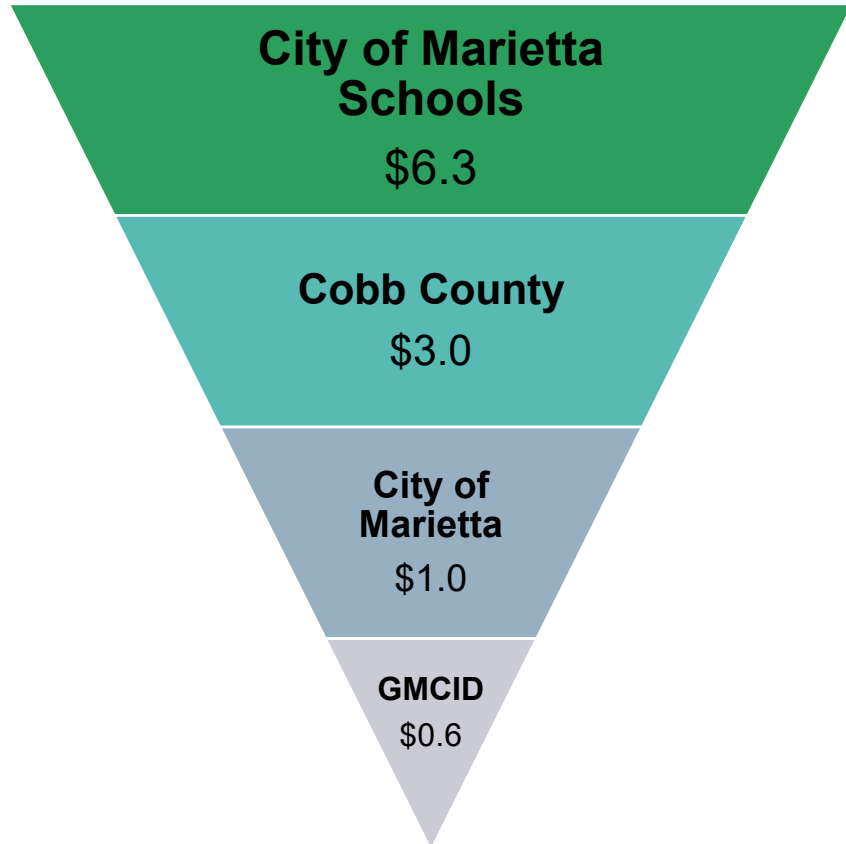 City of Marietta
Schools
$6.3
Cobb County
$3.0
City of
Marietta
$1.0
GMCID
$0.6